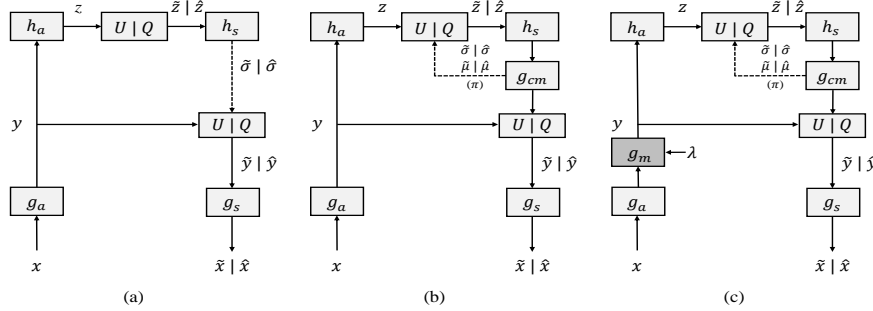 h_a
z
U | Q
z̃ | ẑ
h_s
σ̃ | σ̂
y
U | Q
ỹ | ŷ
g_a
g_s
x
x̃ | x̂
(a)
h_a
z
U | Q
z̃ | ẑ
h_s
σ̃ | σ̂
μ̃ | μ̂
(π)
g_cm
y
U | Q
ỹ | ŷ
g_a
g_s
x
x̃ | x̂
(b)
h_a
z
U | Q
z̃ | ẑ
h_s
σ̃ | σ̂
μ̃ | μ̂
(π)
g_cm
y
U | Q
g_m
λ
ỹ | ŷ
g_a
g_s
x
x̃ | x̂
(c)